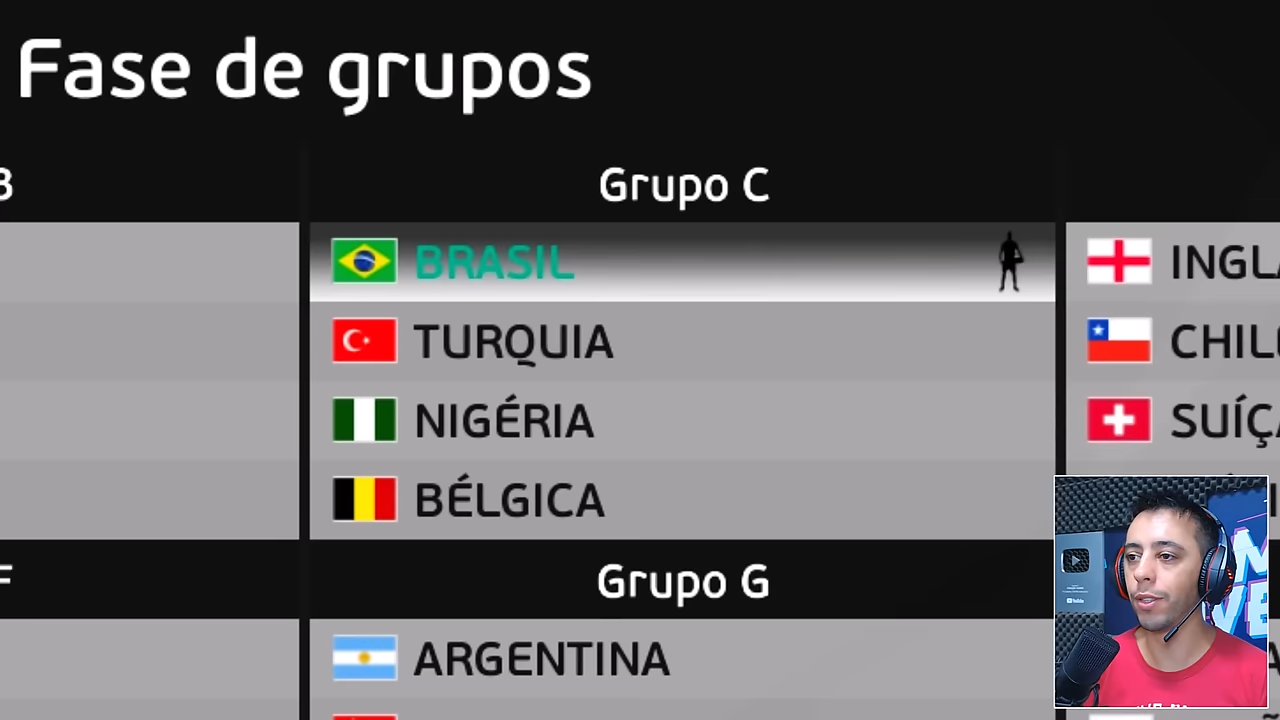 Fase de grupos
Grupo C
BRASIL
TURQUIA
NIGÉRIA
BÉLGICA
INGL
CHIL
SUÍÇ
Grupo G
ARGENTINA